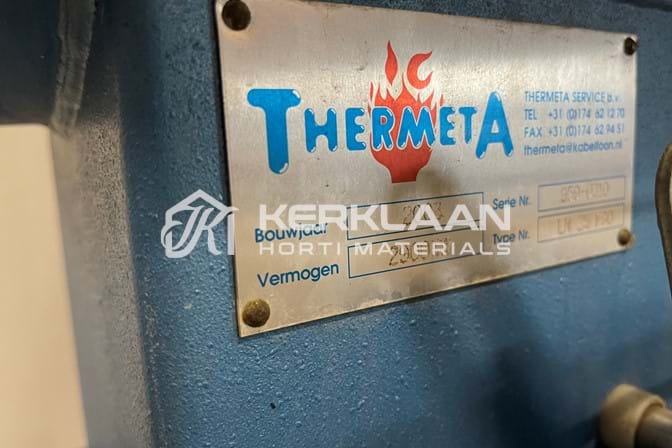 THERMETA
THERMETA SERVICE B.V.
TEL +31 (0)174 62 12 70
FAX +31 (0)174 62 94 51
thermeta@kabelfoon.nl
Bouwjaar
Serie Nr.
Vermogen
Type Nr.
KERKLAAN
HORTI MATERIALS